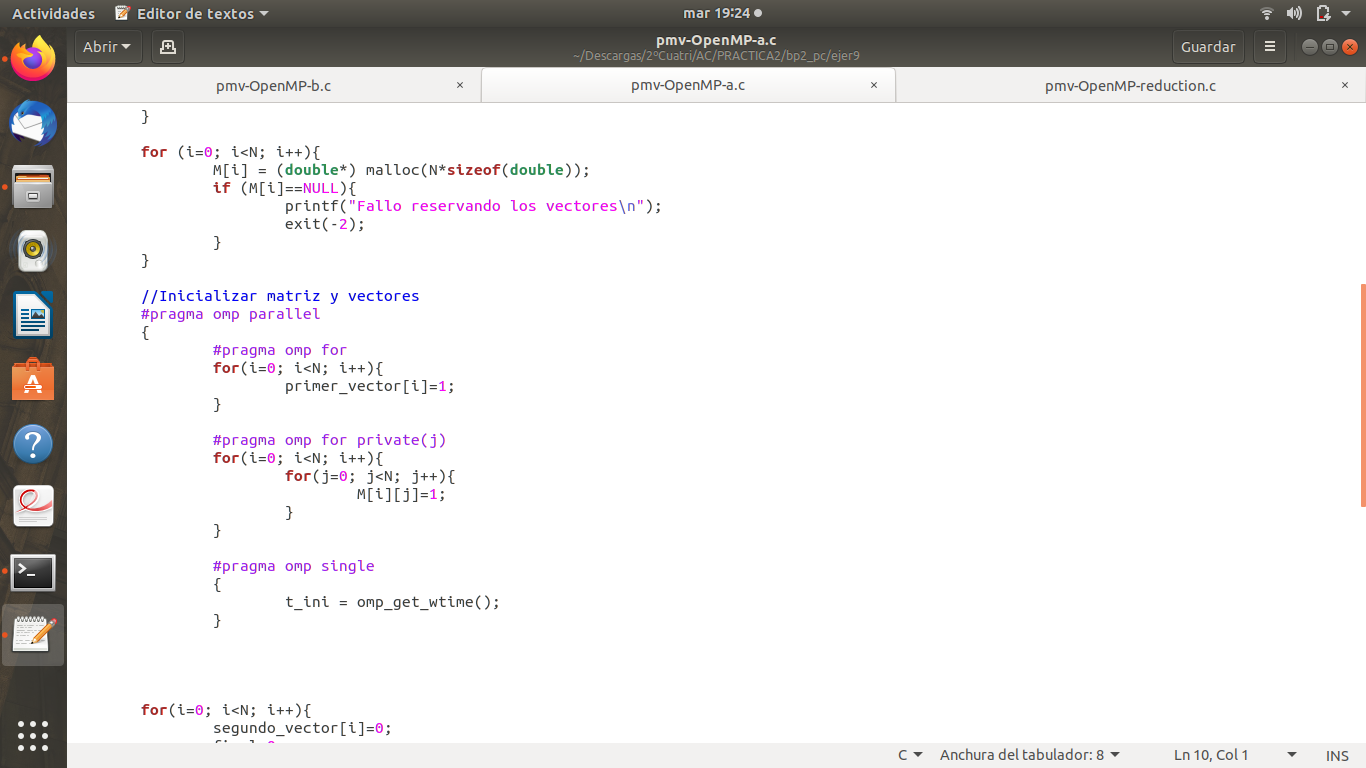 Actividades Editor de textos mar 19:24
Abrir pmv-OpenMP-a.c Guardar
~/Descargas/2ºCuatri/AC/PRACTICA2/bp2_pc/ejer9
pmv-OpenMP-b.c × pmv-OpenMP-a.c × pmv-OpenMP-reduction.c ×
}
for (i=0; i<N; i++){
M[i] = (double*) malloc(N*sizeof(double));
if (M[i]==NULL){
printf("Fallo reservando los vectores\n");
exit(-2);
}
}
//Inicializar matriz y vectores
#pragma omp parallel
{
#pragma omp for
for(i=0; i<N; i++){
primer_vector[i]=1;
}
#pragma omp for private(j)
for(i=0; i<N; i++){
for(j=0; j<N; j++){
M[i][j]=1;
}
}
#pragma omp single
{
t_ini = omp_get_wtime();
}
for(i=0; i<N; i++){
segundo_vector[i]=0;
C Anchura del tabulador: 8 Ln 10, Col 1 INS